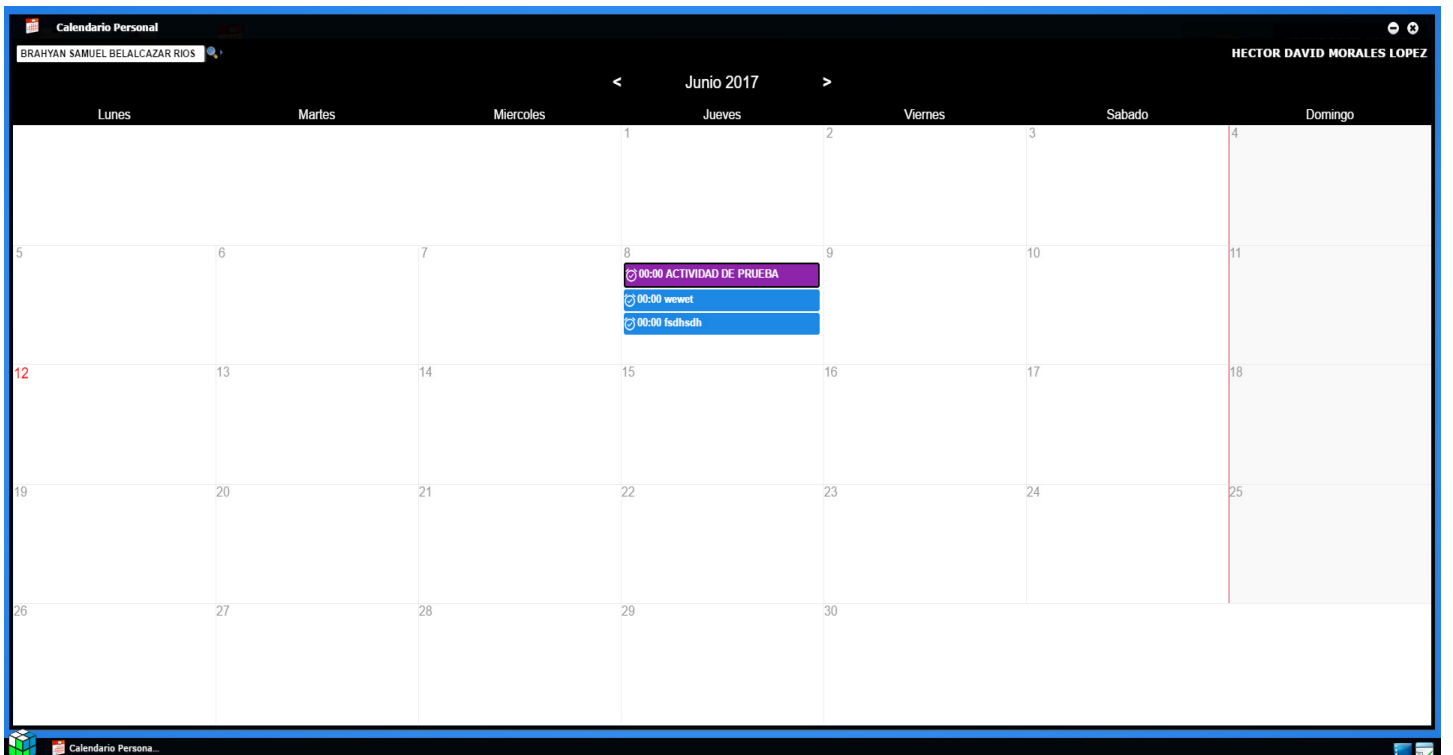 Calendario Personal
BRAHYAN SAMUEL BELALCAZAR RIOS
HECTOR DAVID MORALES LOPEZ
< Junio 2017 >
Lunes Martes Miercoles Jueves Viernes Sabado Domingo
1 2 3 4
5 6 7 8 9 10 11
00:00 ACTIVIDAD DE PRUEBA
00:00 wewet
00:00 fsdhsdh
12 13 14 15 16 17 18
19 20 21 22 23 24 25
26 27 28 29 30
Calendario Persona...